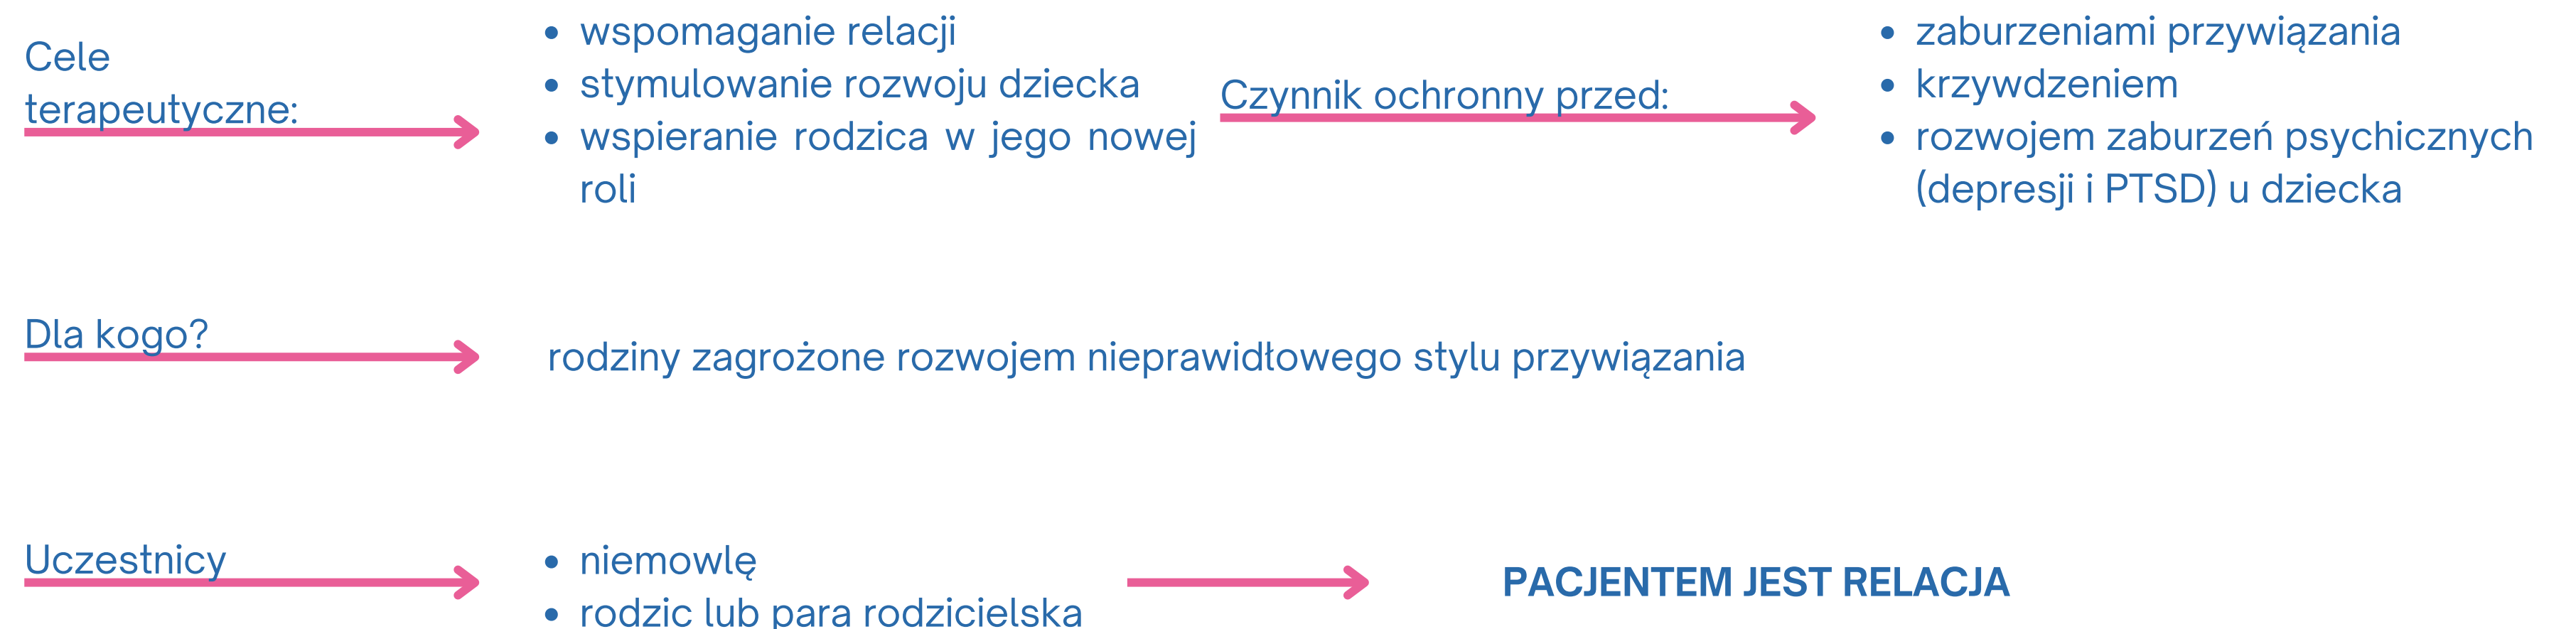 Cele
terapeutyczne:
wspomaganie relacji
stymulowanie rozwoju dziecka
wspieranie rodzica w jego nowej
roli
Czynnik ochronny przed:
zaburzeniami przywiązania
krzywdzeniem
rozwojem zaburzeń psychicznych
(depresji i PTSD) u dziecka
Dla kogo?
rodziny zagrożone rozwojem nieprawidłowego stylu przywiązania
Uczestnicy
niemowlę
rodzic lub para rodzicielska
PACJENTEM JEST RELACJA